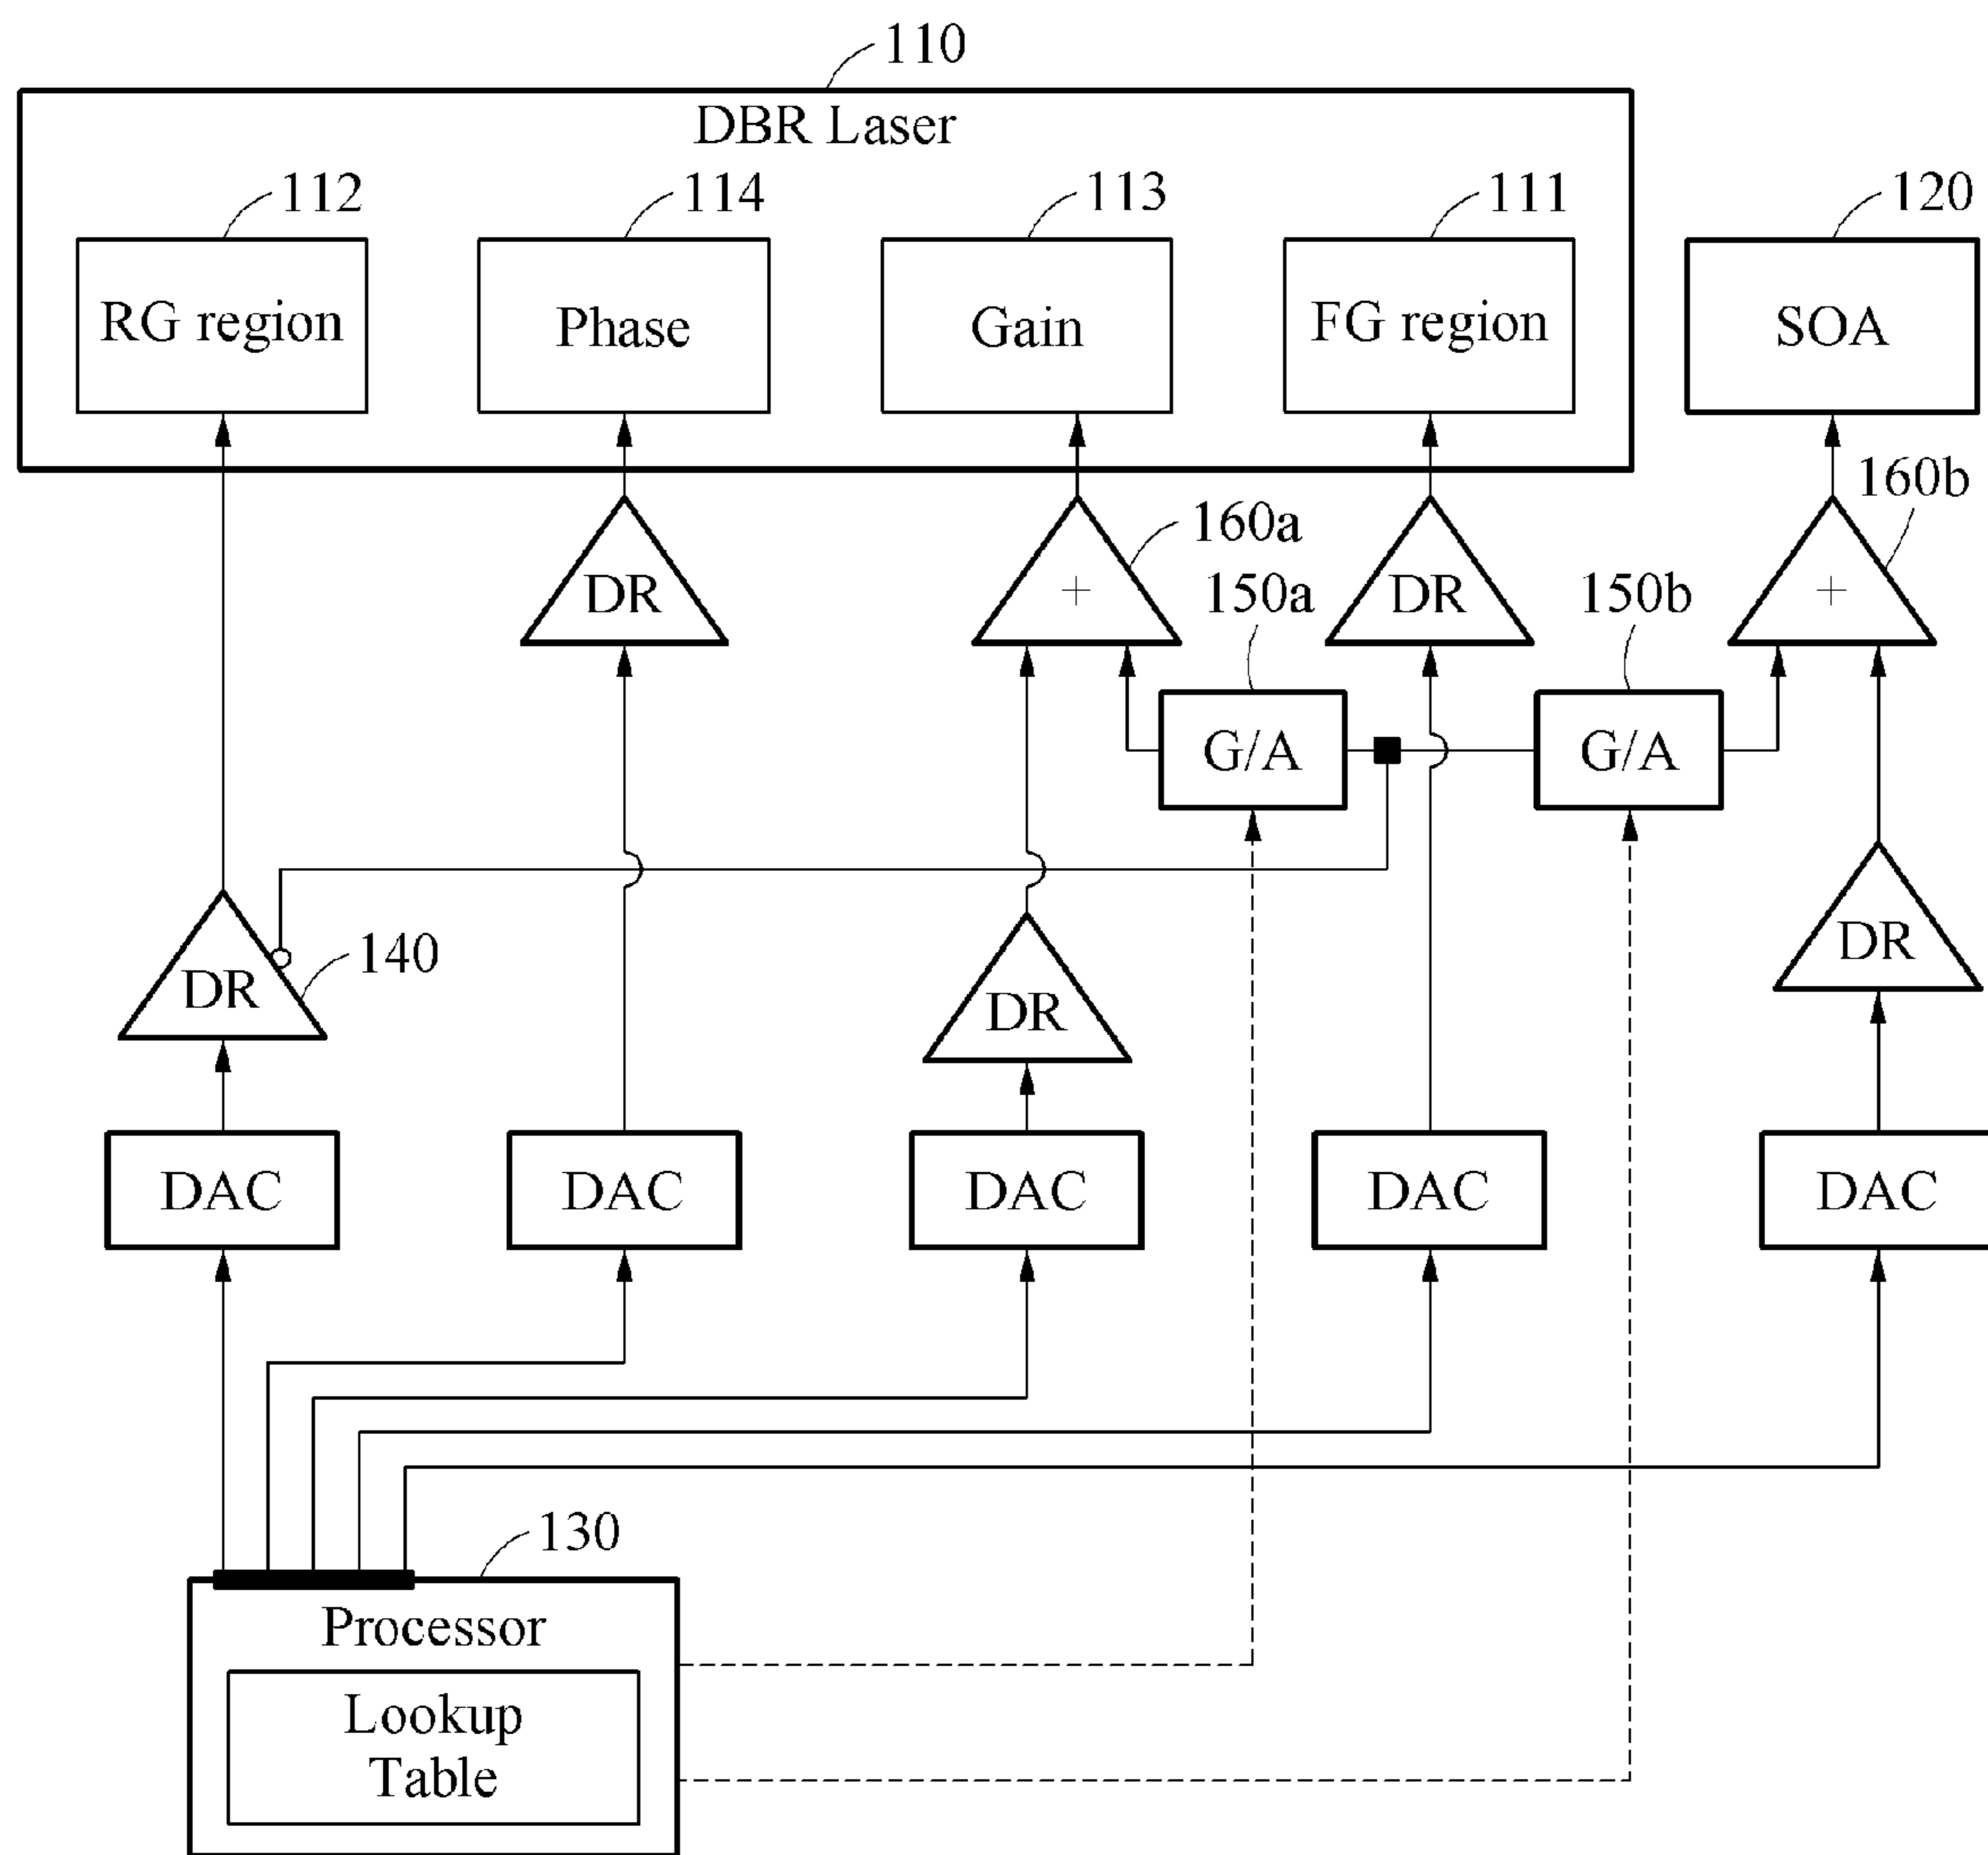 110
DBR Laser
112
114
113
111
120
RG region
Phase
Gain
FG region
SOA
160b
160a
DR
+
150a
DR
150b
+
G/A
G/A
DR
140
DR
DR
DAC
DAC
DAC
DAC
DAC
130
Processor
Lookup
Table